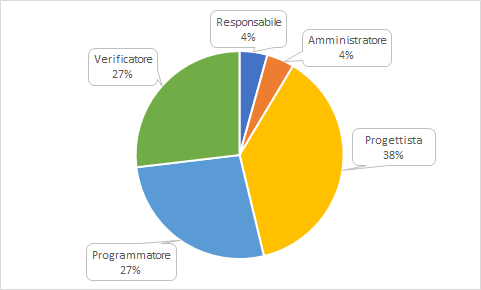 Responsabile
4%
Amministratore
4%
Verificatore
27%
Progettista
38%
Programmatore
27%